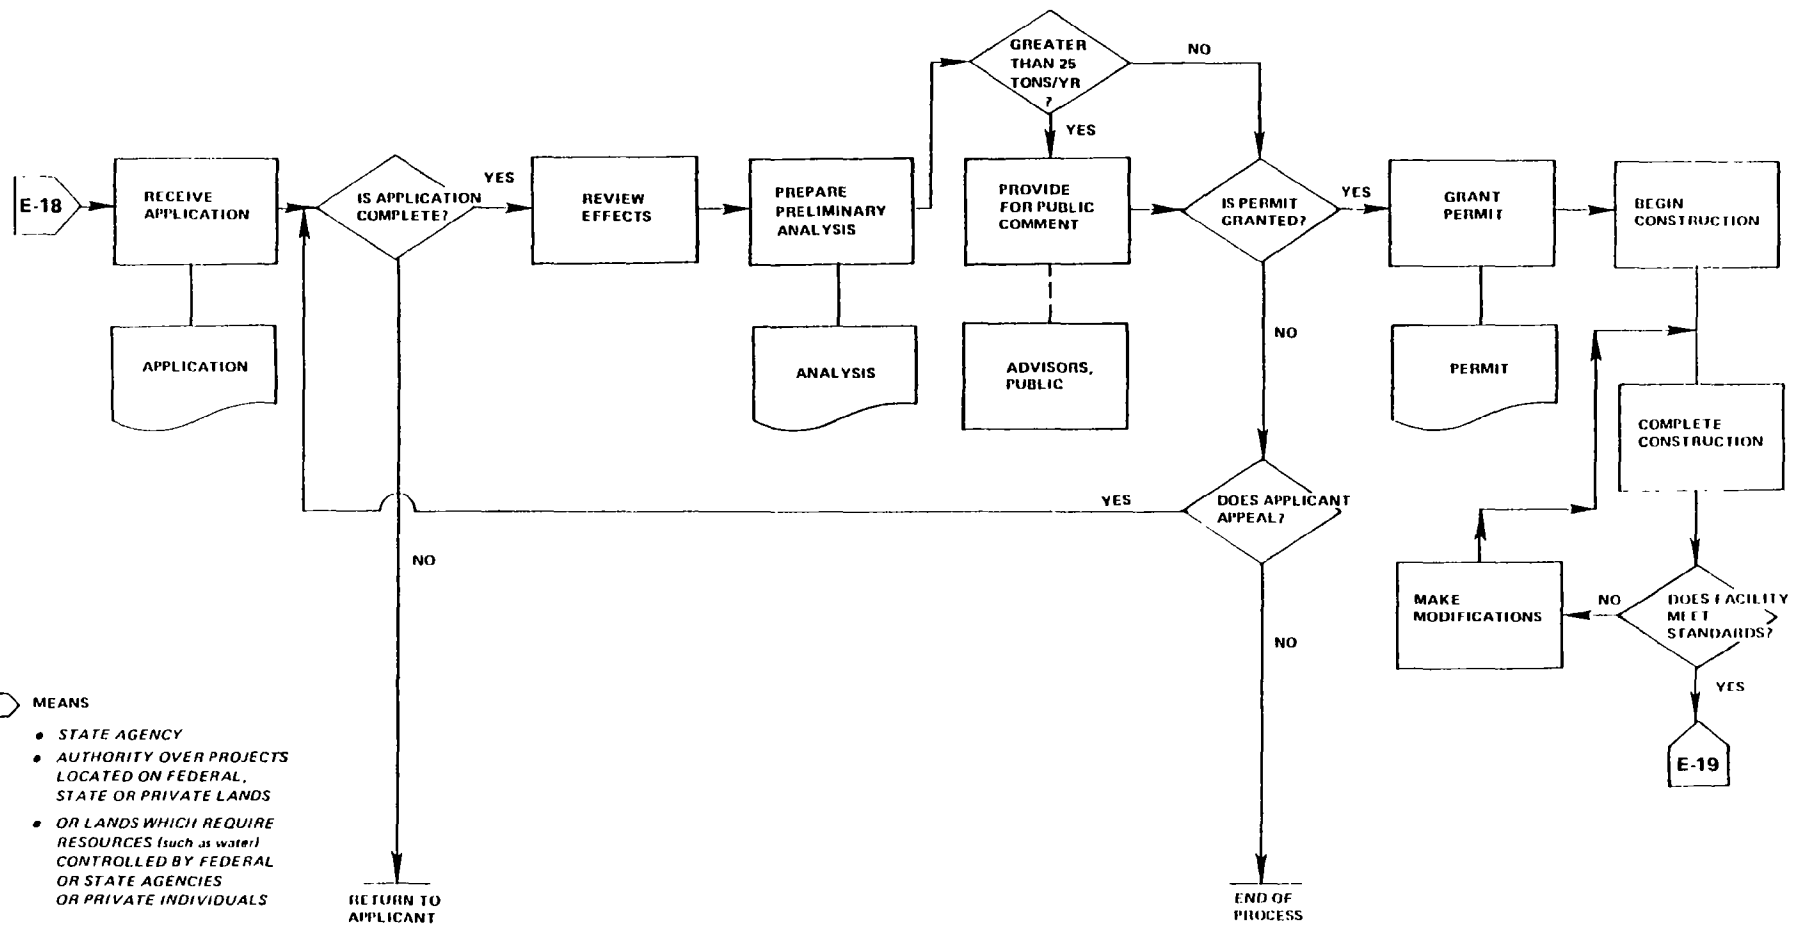 GREATER
THAN 25
TONS/YR
?
NO
YES
E-18
RECEIVE
APPLICATION
IS APPLICATION
COMPLETE?
YES
REVIEW
EFFECTS
PREPARE
PRELIMINARY
ANALYSIS
PROVIDE
FOR PUBLIC
COMMENT
IS PERMIT
GRANTED?
YES
GRANT
PERMIT
BEGIN
CONSTRUCTION
APPLICATION
ANALYSIS
ADVISORS,
PUBLIC
NO
PERMIT
COMPLETE
CONSTRUCTION
YES
DOES APPLICANT
APPEAL?
NO
NO
MAKE
MODIFICATIONS
NO
DOES FACILITY
MEET
STANDARDS?
YES
E-19
MEANS
• STATE AGENCY
• AUTHORITY OVER PROJECTS
LOCATED ON FEDERAL,
STATE OR PRIVATE LANDS
• OR LANDS WHICH REQUIRE
RESOURCES (such as water)
CONTROLLED BY FEDERAL
OR STATE AGENCIES
OR PRIVATE INDIVIDUALS
RETURN TO
APPLICANT
END OF
PROCESS